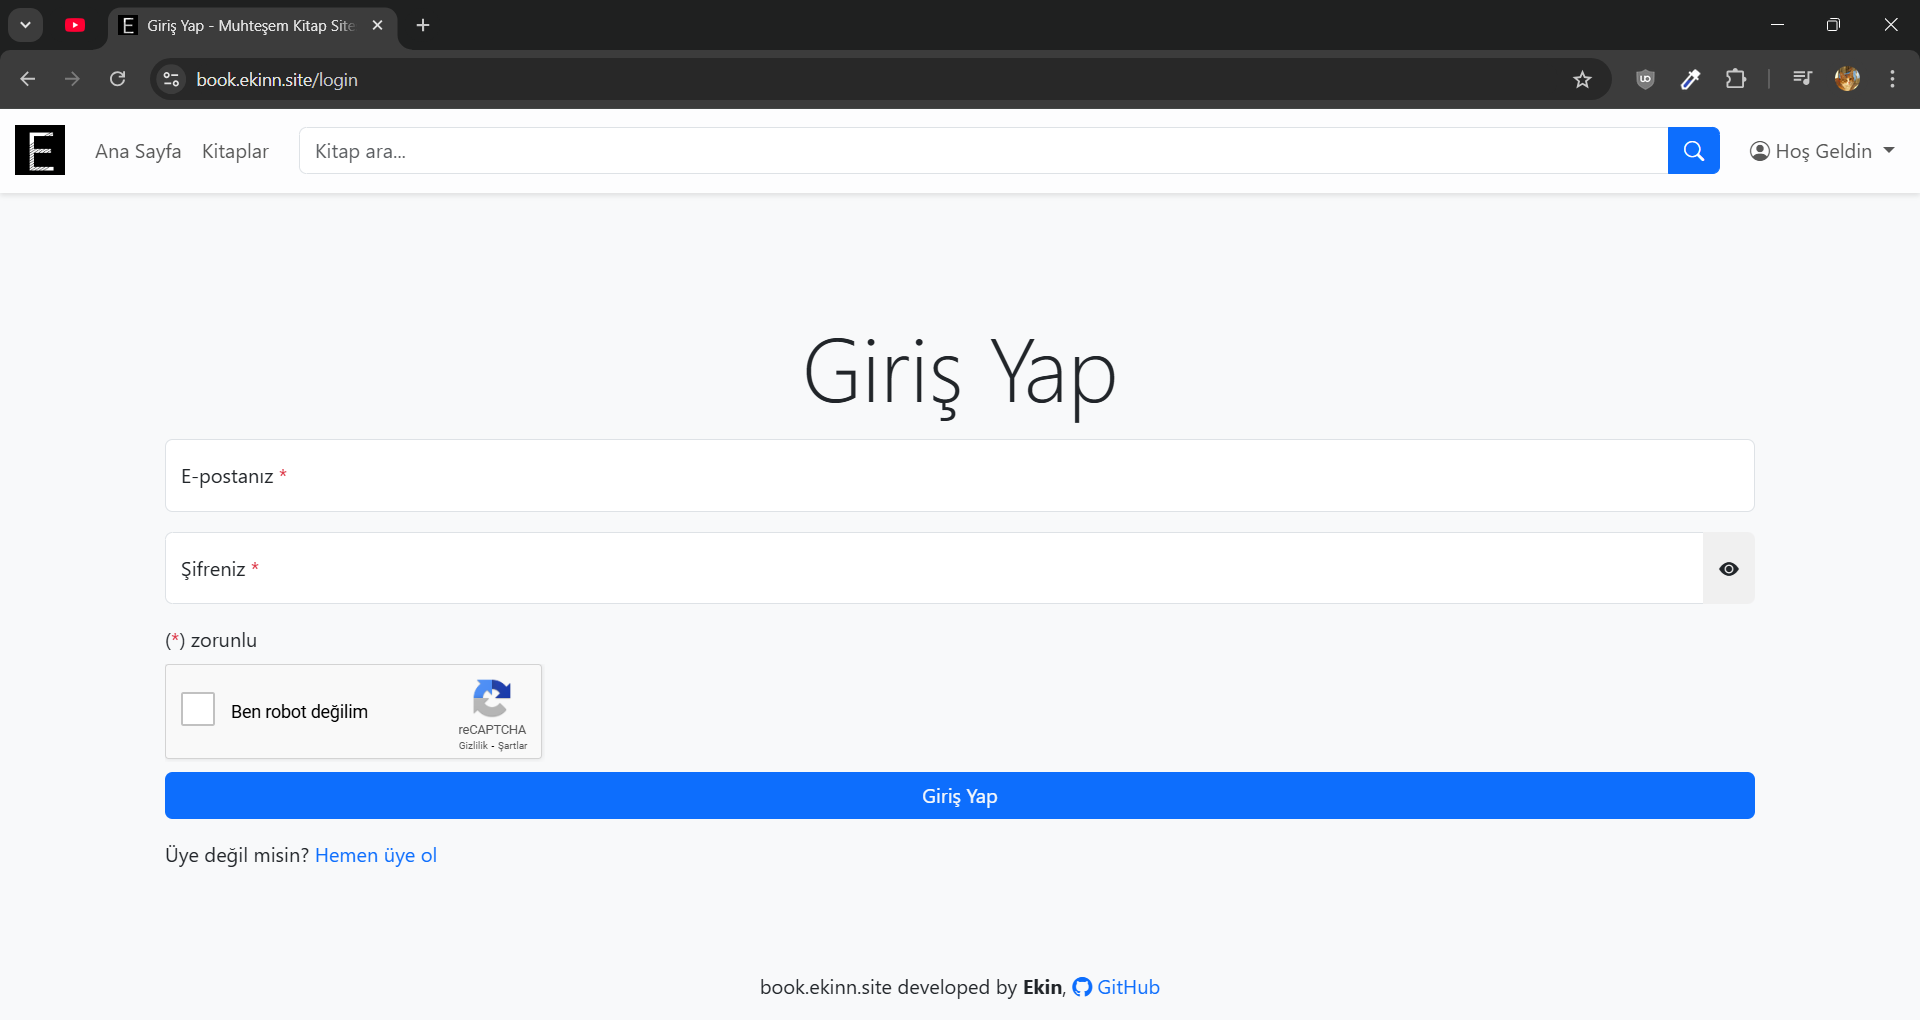 Giriş Yap - Muhteşem Kitap Site
book.ekinn.site/login
E Ana Sayfa Kitaplar Kitap ara... Hoş Geldin
Giriş Yap
E-postanız *
Şifreniz *
(*) zorunlu
Ben robot değilim
reCAPTCHA
Gizlilik - Şartlar
Giriş Yap
Üye değil misin? Hemen üye ol
book.ekinn.site developed by Ekin, GitHub